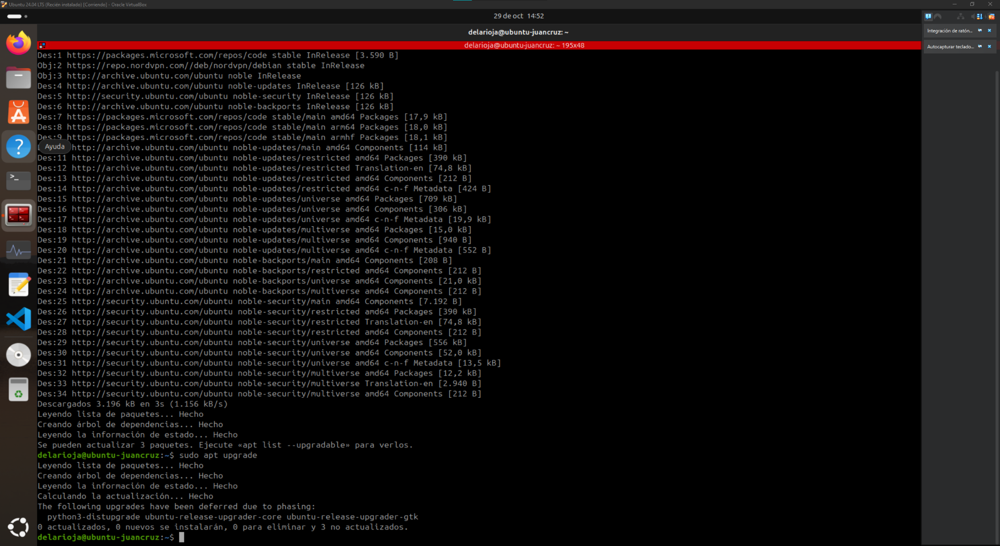 Ubuntu 24.04 LTS (Recién instalado) [Corriendo] - Oracle VirtualBox
29 de oct 14:52
delarioja@ubuntu-juancruz: ~
delarioja@ubuntu-juancruz: ~ 195x48
Integración de ratón...
Autocapturar teclado...
Des:1 https://packages.microsoft.com/repos/code stable InRelease [3.590 B]
Obj:2 https://repo.nordvpn.com//deb/nordvpn/debian stable InRelease
Obj:3 http://archive.ubuntu.com/ubuntu noble InRelease
Des:4 http://archive.ubuntu.com/ubuntu noble-updates InRelease [126 kB]
Des:5 http://security.ubuntu.com/ubuntu noble-security InRelease [126 kB]
Des:6 http://archive.ubuntu.com/ubuntu noble-backports InRelease [126 kB]
Des:7 https://packages.microsoft.com/repos/code stable/main amd64 Packages [17,9 kB]
Des:8 https://packages.microsoft.com/repos/code stable/main arm64 Packages [18,0 kB]
Des:9 https://packages.microsoft.com/repos/code stable/main armhf Packages [18,1 kB]
Ayuda
http://archive.ubuntu.com/ubuntu noble-updates/main amd64 Components [114 kB]
Des:11 http://archive.ubuntu.com/ubuntu noble-updates/restricted amd64 Packages [390 kB]
Des:12 http://archive.ubuntu.com/ubuntu noble-updates/restricted Translation-en [74,8 kB]
Des:13 http://archive.ubuntu.com/ubuntu noble-updates/restricted amd64 Components [212 B]
Des:14 http://archive.ubuntu.com/ubuntu noble-updates/restricted amd64 c-n-f Metadata [424 B]
Des:15 http://archive.ubuntu.com/ubuntu noble-updates/universe amd64 Packages [709 kB]
Des:16 http://archive.ubuntu.com/ubuntu noble-updates/universe amd64 Components [306 kB]
Des:17 http://archive.ubuntu.com/ubuntu noble-updates/universe amd64 c-n-f Metadata [19,9 kB]
Des:18 http://archive.ubuntu.com/ubuntu noble-updates/multiverse amd64 Packages [15,0 kB]
Des:19 http://archive.ubuntu.com/ubuntu noble-updates/multiverse amd64 Components [940 B]
Des:20 http://archive.ubuntu.com/ubuntu noble-updates/multiverse amd64 c-n-f Metadata [552 B]
Des:21 http://archive.ubuntu.com/ubuntu noble-backports/main amd64 Components [208 B]
Des:22 http://archive.ubuntu.com/ubuntu noble-backports/restricted amd64 Components [212 B]
Des:23 http://archive.ubuntu.com/ubuntu noble-backports/universe amd64 Components [21,0 kB]
Des:24 http://archive.ubuntu.com/ubuntu noble-backports/multiverse amd64 Components [212 B]
Des:25 http://security.ubuntu.com/ubuntu noble-security/main amd64 Components [7.192 B]
Des:26 http://security.ubuntu.com/ubuntu noble-security/restricted amd64 Packages [390 kB]
Des:27 http://security.ubuntu.com/ubuntu noble-security/restricted Translation-en [74,8 kB]
Des:28 http://security.ubuntu.com/ubuntu noble-security/restricted amd64 Components [212 B]
Des:29 http://security.ubuntu.com/ubuntu noble-security/universe amd64 Packages [556 kB]
Des:30 http://security.ubuntu.com/ubuntu noble-security/universe amd64 Components [52,0 kB]
Des:31 http://security.ubuntu.com/ubuntu noble-security/universe amd64 c-n-f Metadata [13,5 kB]
Des:32 http://security.ubuntu.com/ubuntu noble-security/multiverse amd64 Packages [12,2 kB]
Des:33 http://security.ubuntu.com/ubuntu noble-security/multiverse Translation-en [2.940 B]
Des:34 http://security.ubuntu.com/ubuntu noble-security/multiverse amd64 Components [212 B]
Descargados 3.196 kB en 3s (1.156 kB/s)
Leyendo lista de paquetes... Hecho
Creando árbol de dependencias... Hecho
Leyendo la información de estado... Hecho
Se pueden actualizar 3 paquetes. Ejecute «apt list --upgradable» para verlos.
delarioja@ubuntu-juancruz:~$ sudo apt upgrade
Leyendo lista de paquetes... Hecho
Creando árbol de dependencias... Hecho
Leyendo la información de estado... Hecho
Calculando la actualización... Hecho
The following upgrades have been deferred due to phasing:
  python3-distupgrade ubuntu-release-upgrader-core ubuntu-release-upgrader-gtk
0 actualizados, 0 nuevos se instalarán, 0 para eliminar y 3 no actualizados.
delarioja@ubuntu-juancruz:~$